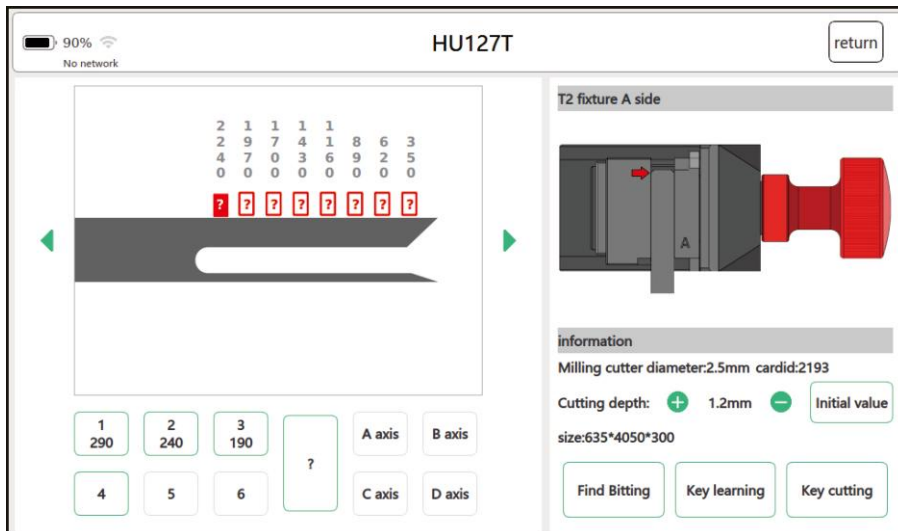 90%
No network
HU127T
return
2240 1970 1700 1430 1160 890 620 350
? ? ? ? ? ? ? ?
1 290
2 240
3 190
?
A axis
B axis
4
5
6
C axis
D axis
T2 fixture A side
A
information
Milling cutter diameter:2.5mm cardid:2193
Cutting depth: + 1.2mm − Initial value
size:635*4050*300
Find Bitting
Key learning
Key cutting